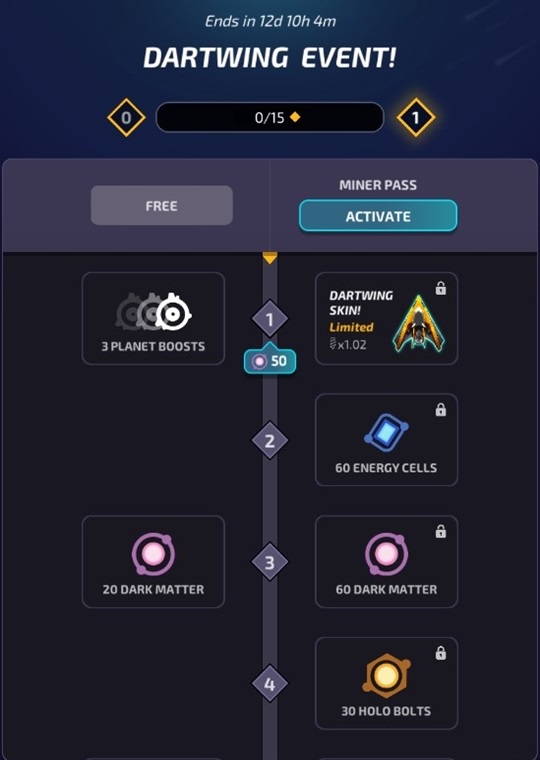 Ends in 12d 10h 4m
DARTWING EVENT!
0
0/15
1
FREE
MINER PASS
ACTIVATE
3 PLANET BOOSTS
1
50
DARTWING
SKIN!
Limited
x1.02
2
60 ENERGY CELLS
20 DARK MATTER
3
60 DARK MATTER
4
30 HOLO BOLTS